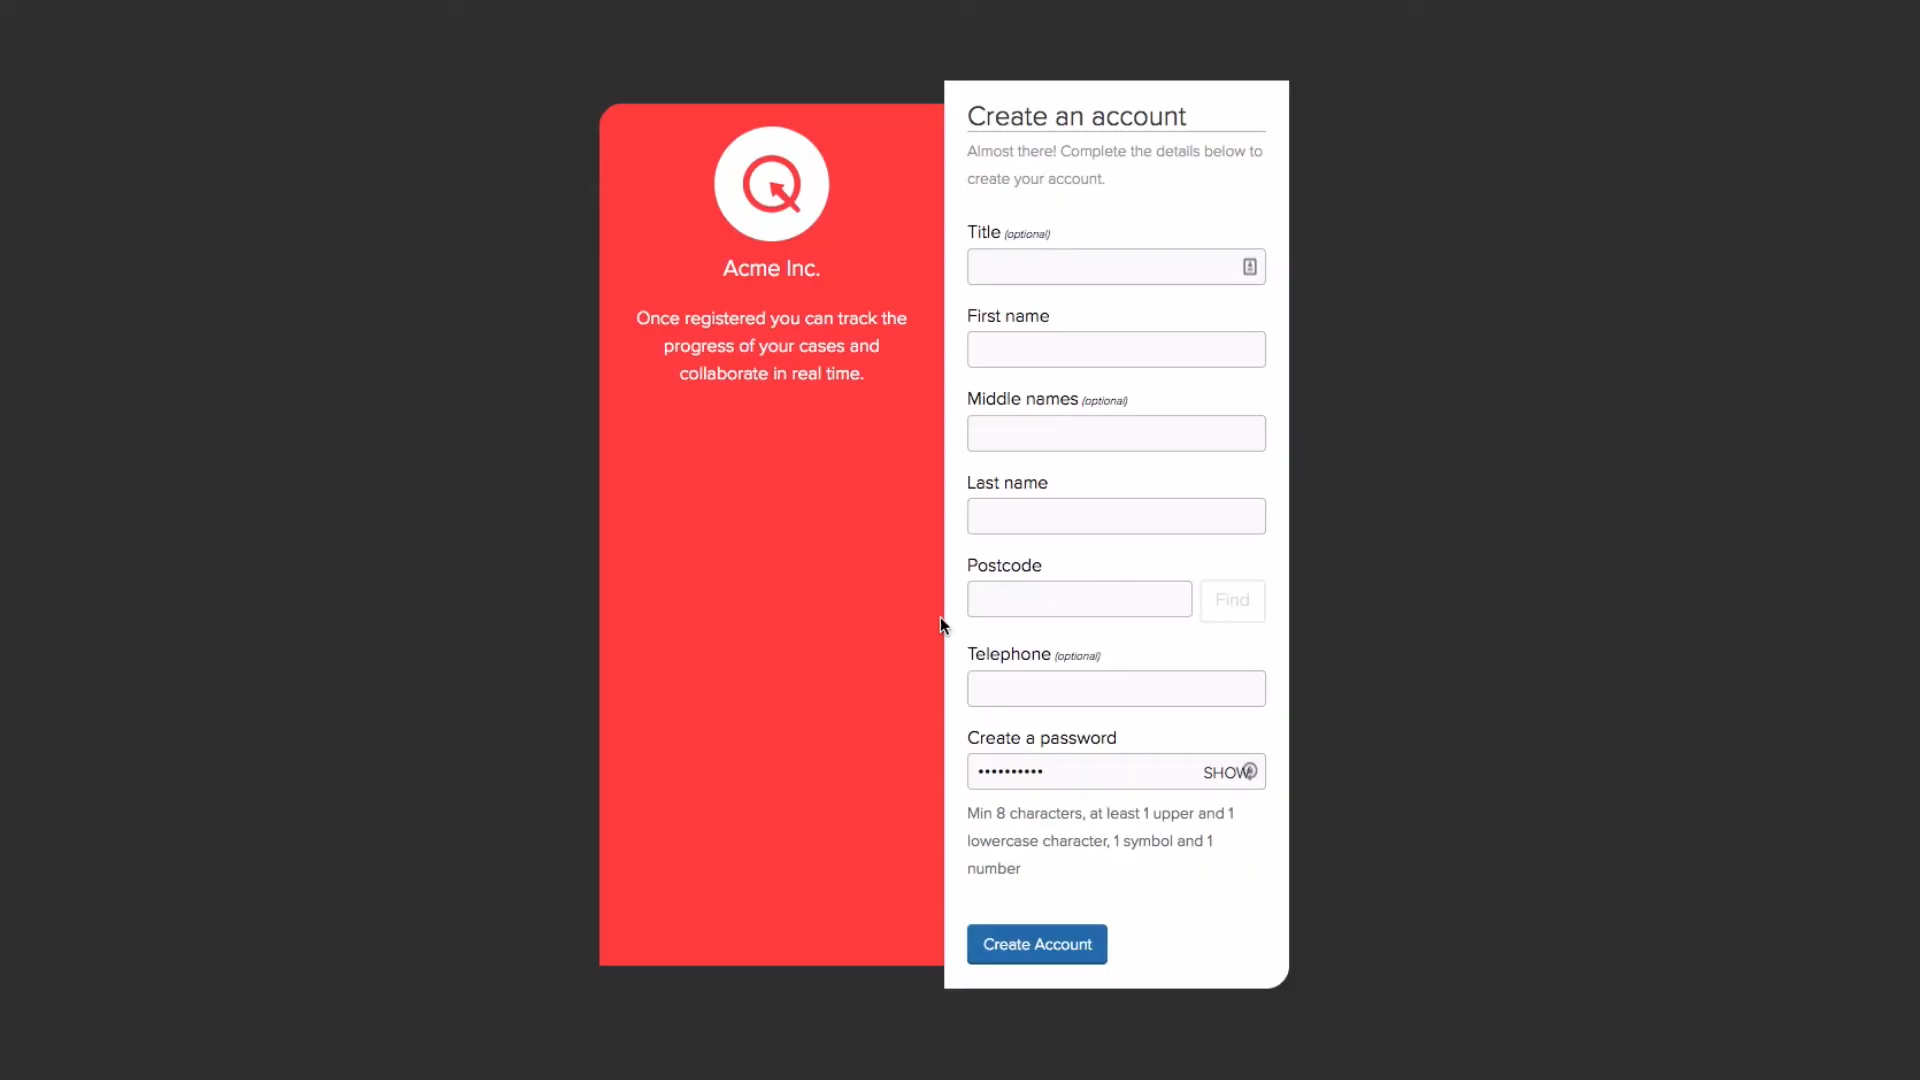 Acme Inc.
Once registered you can track the
progress of your cases and
collaborate in real time.
Create an account
Almost there! Complete the details below to
create your account.
Title (optional)
First name
Middle names (optional)
Last name
Postcode
Find
Telephone (optional)
Create a password
•••••••••• SHOW
Min 8 characters, at least 1 upper and 1
lowercase character, 1 symbol and 1
number
Create Account